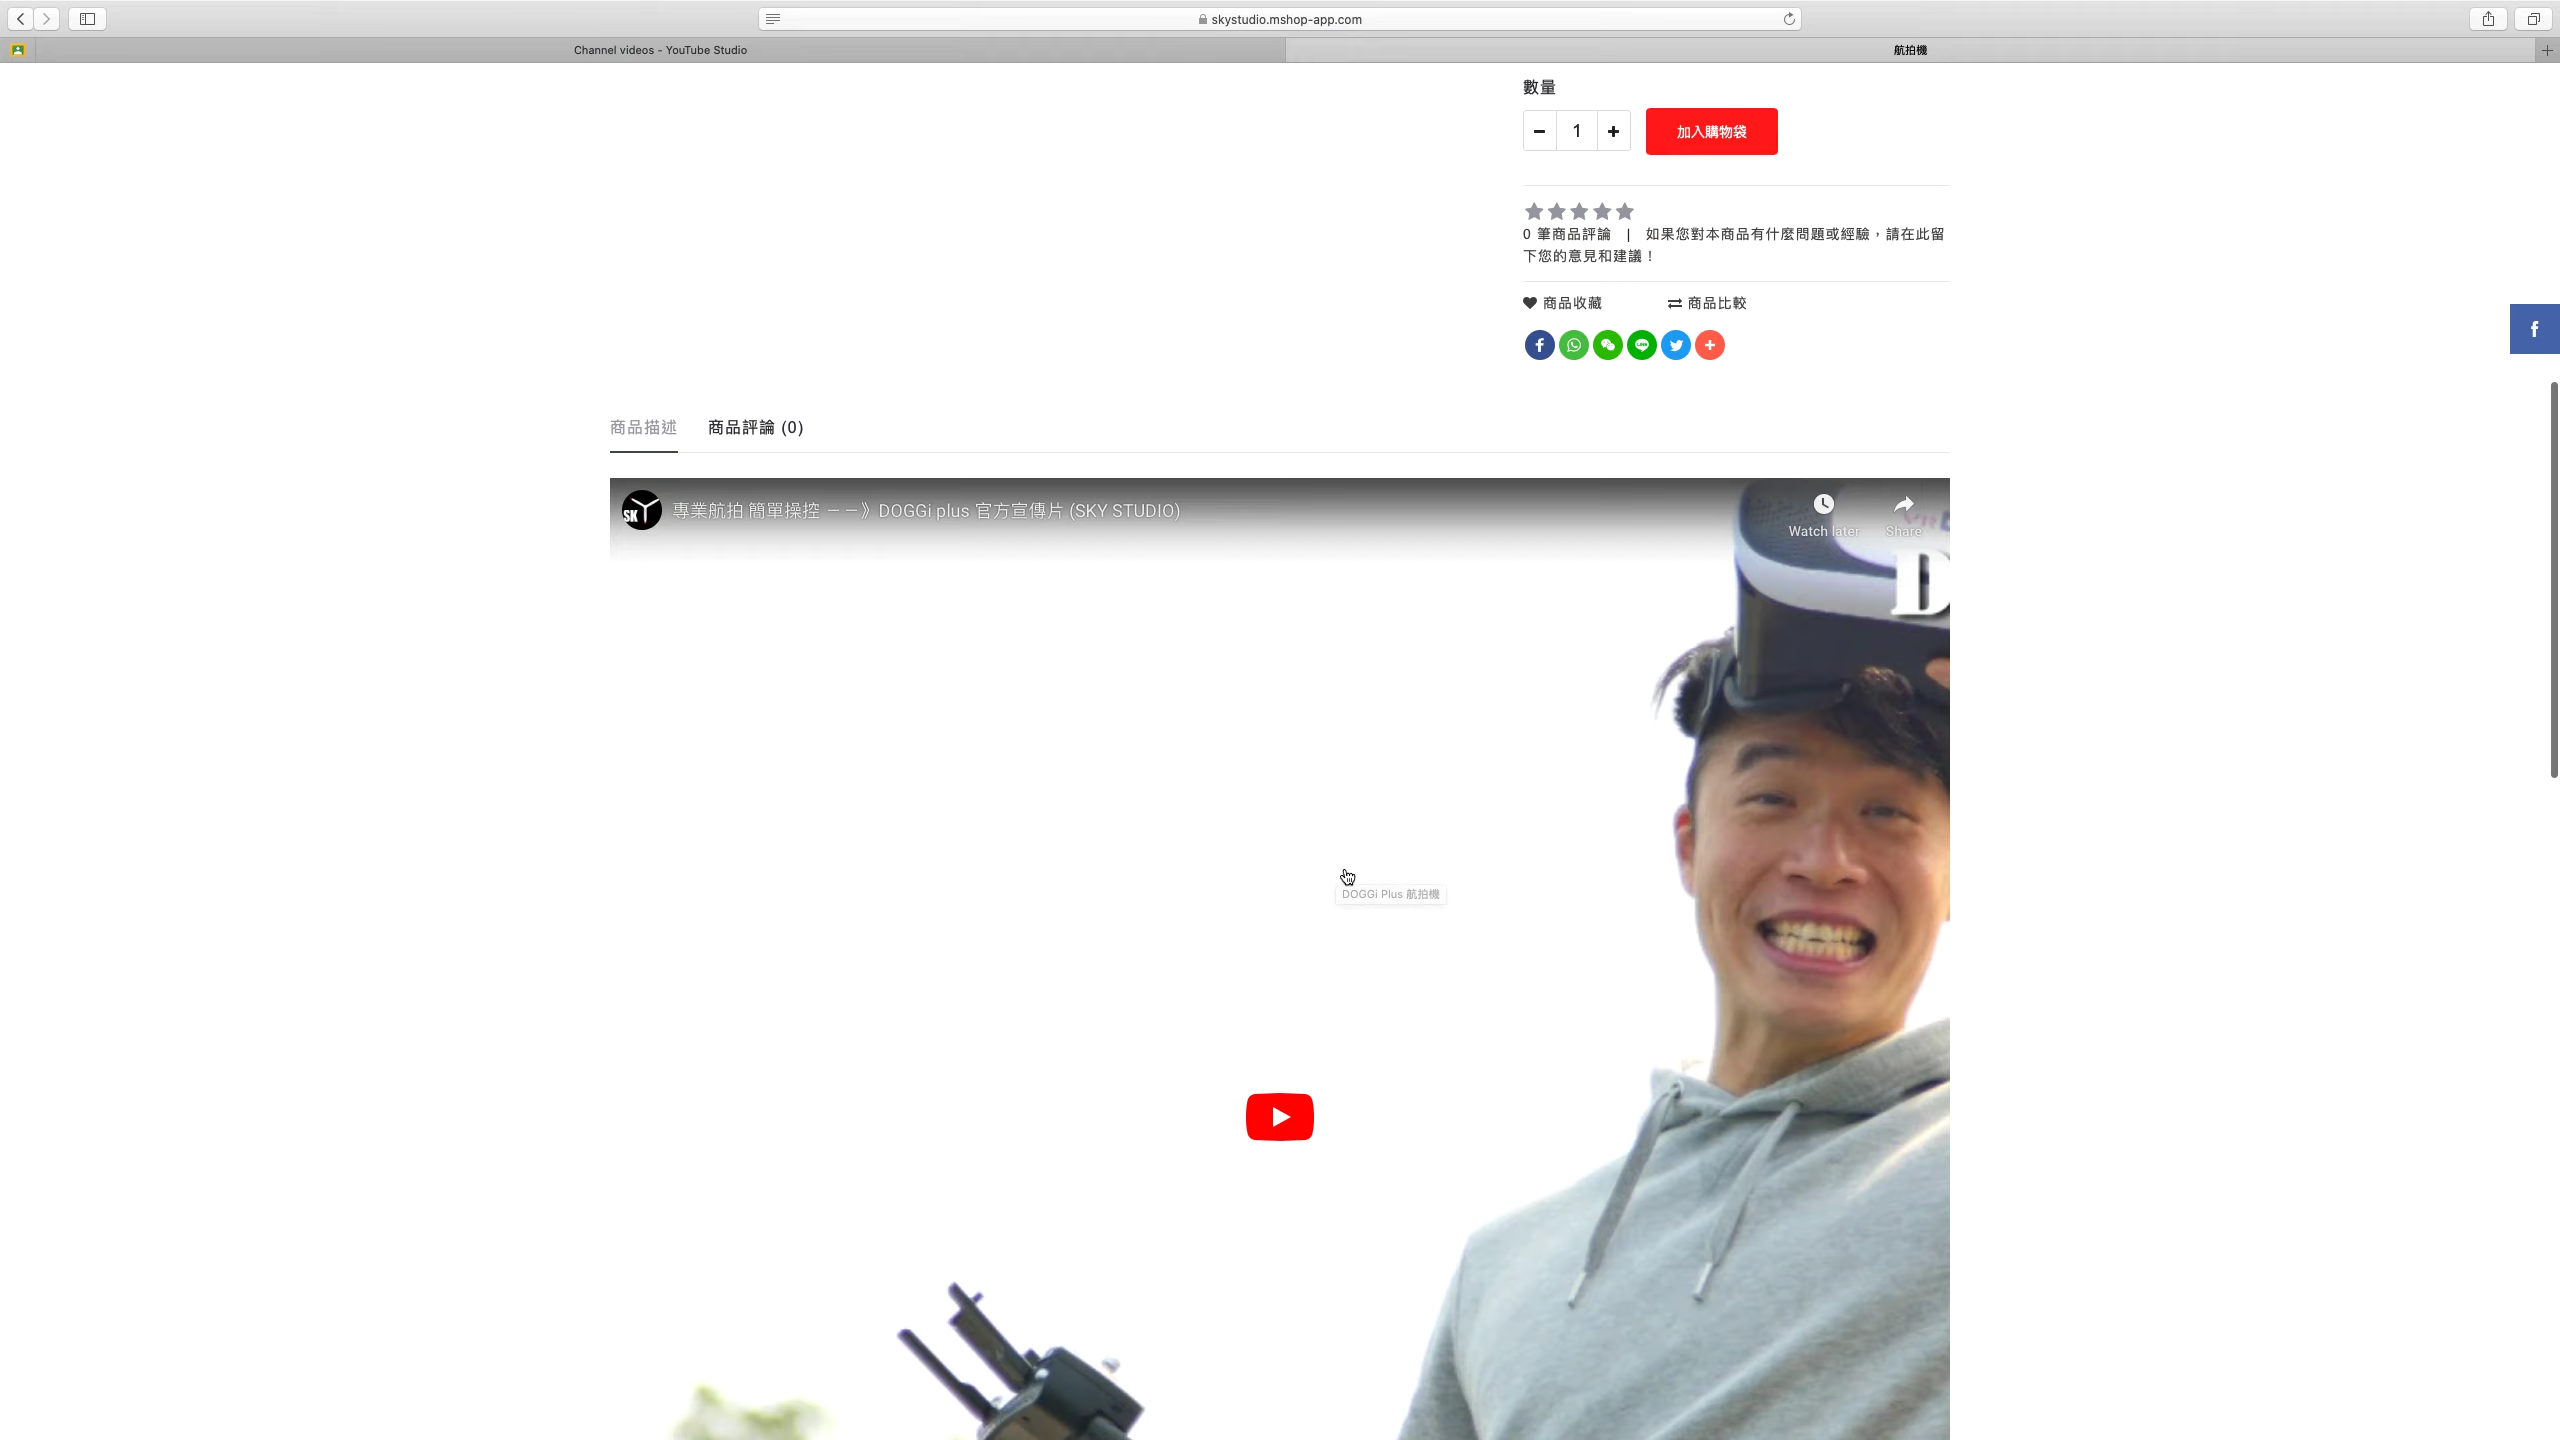 skystudio.mshop-app.com
Channel videos - YouTube Studio
航拍機
數量
1
加入購物袋
0 筆商品評論 | 如果您對本商品有什麼問題或經驗，請在此留
下您的意見和建議！
商品收藏
商品比較
商品描述
商品評論 (0)
SK
專業航拍 簡單操控 －－》DOGGi plus 官方宣傳片 (SKY STUDIO)
Watch later
Share
D
DOGGi Plus 航拍機